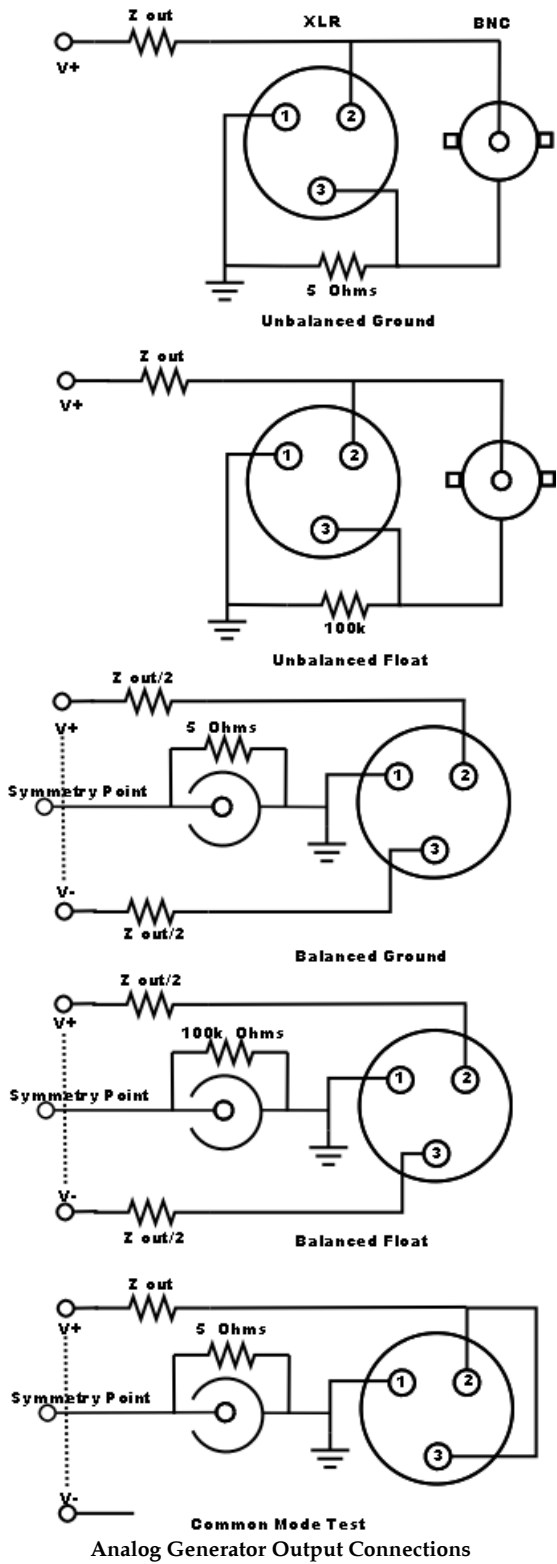 Z out
XLR
BNC
V+
1
2
3
5 Ohms
Unbalanced Ground
Z out
V+
1
2
3
100k
Unbalanced Float
Z out/2
V+
5 Ohms
Symmetry Point
1
2
3
V-
Z out/2
Balanced Ground
Z out/2
V+
100k Ohms
Symmetry Point
1
2
3
V-
Z out/2
Balanced Float
Z out
V+
5 Ohms
Symmetry Point
1
2
3
V-
Common Mode Test
Analog Generator Output Connections